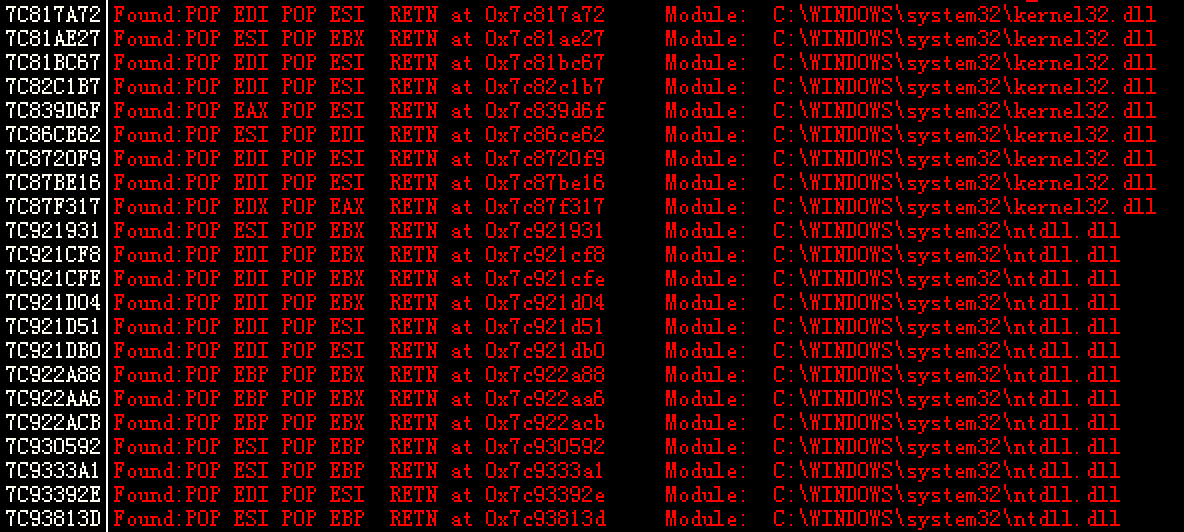 7C817A72 Found:POP EDI POP ESI RETN at 0x7c817a72 Module: C:\WINDOWS\system32\kernel32.dll
7C81AE27 Found:POP ESI POP EBX RETN at 0x7c81ae27 Module: C:\WINDOWS\system32\kernel32.dll
7C81BC67 Found:POP EDI POP ESI RETN at 0x7c81bc67 Module: C:\WINDOWS\system32\kernel32.dll
7C82C1B7 Found:POP EDI POP ESI RETN at 0x7c82c1b7 Module: C:\WINDOWS\system32\kernel32.dll
7C839D6F Found:POP EAX POP ESI RETN at 0x7c839d6f Module: C:\WINDOWS\system32\kernel32.dll
7C86CE62 Found:POP ESI POP EDI RETN at 0x7c86ce62 Module: C:\WINDOWS\system32\kernel32.dll
7C8720F9 Found:POP EDI POP ESI RETN at 0x7c8720f9 Module: C:\WINDOWS\system32\kernel32.dll
7C87BE16 Found:POP EDI POP ESI RETN at 0x7c87be16 Module: C:\WINDOWS\system32\kernel32.dll
7C87F317 Found:POP EDX POP EAX RETN at 0x7c87f317 Module: C:\WINDOWS\system32\kernel32.dll
7C921931 Found:POP ESI POP EBX RETN at 0x7c921931 Module: C:\WINDOWS\system32\ntdll.dll
7C921CF8 Found:POP EDI POP EBX RETN at 0x7c921cf8 Module: C:\WINDOWS\system32\ntdll.dll
7C921CFE Found:POP EDI POP EBX RETN at 0x7c921cfe Module: C:\WINDOWS\system32\ntdll.dll
7C921D04 Found:POP EDI POP EBX RETN at 0x7c921d04 Module: C:\WINDOWS\system32\ntdll.dll
7C921D51 Found:POP EDI POP ESI RETN at 0x7c921d51 Module: C:\WINDOWS\system32\ntdll.dll
7C921DB0 Found:POP EDI POP ESI RETN at 0x7c921db0 Module: C:\WINDOWS\system32\ntdll.dll
7C922A88 Found:POP EBP POP EBX RETN at 0x7c922a88 Module: C:\WINDOWS\system32\ntdll.dll
7C922AA6 Found:POP EBP POP EBX RETN at 0x7c922aa6 Module: C:\WINDOWS\system32\ntdll.dll
7C922ACB Found:POP EBP POP EBX RETN at 0x7c922acb Module: C:\WINDOWS\system32\ntdll.dll
7C930592 Found:POP ESI POP EBP RETN at 0x7c930592 Module: C:\WINDOWS\system32\ntdll.dll
7C9333A1 Found:POP ESI POP EBP RETN at 0x7c9333a1 Module: C:\WINDOWS\system32\ntdll.dll
7C93392E Found:POP EDI POP ESI RETN at 0x7c93392e Module: C:\WINDOWS\system32\ntdll.dll
7C93813D Found:POP ESI POP EBP RETN at 0x7c93813d Module: C:\WINDOWS\system32\ntdll.dll